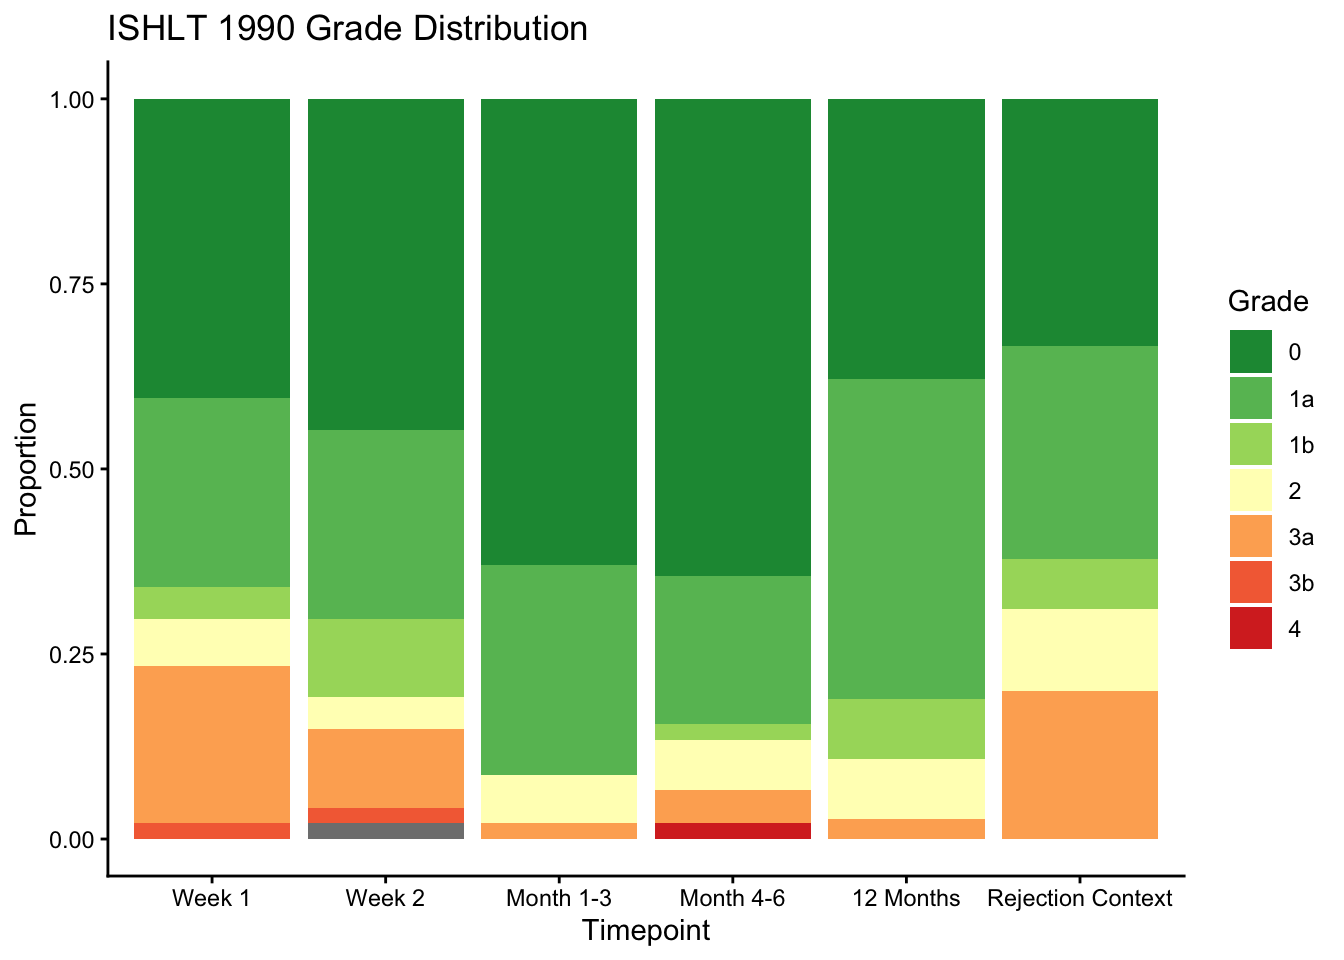 ISHLT 1990 Grade Distribution
1.00
0.75
0.50
0.25
0.00
Proportion
Week 1
Week 2
Month 1-3
Month 4-6
12 Months
Rejection Context
Timepoint
Grade
0
1a
1b
2
3a
3b
4